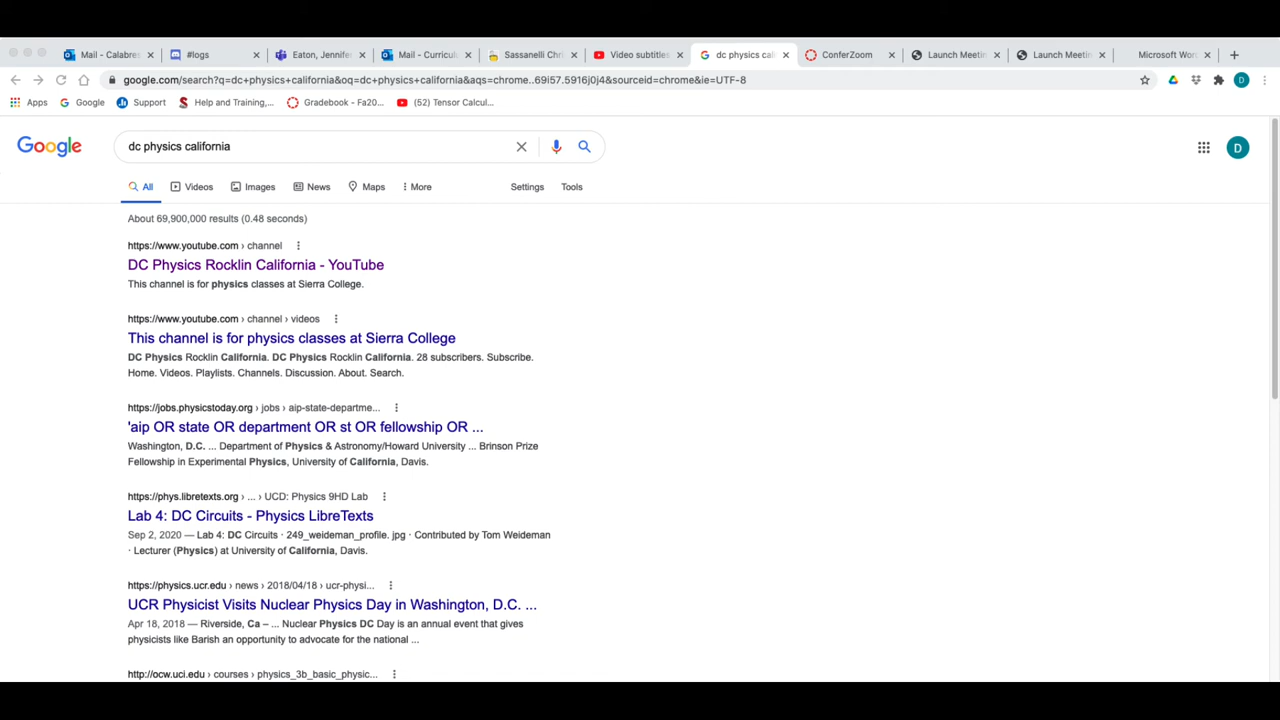 Mail - Calabres #logs Eaton, Jennife Mail - Curricul Sassanelli Chri Video subtitles dc physics cali ConferZoom Launch Meetin Launch Meetin Microsoft Wor
google.com/search?q=dc+physics+california&oq=dc+physics+california&aqs=chrome..69i57.5916j0j4&sourceid=chrome&ie=UTF-8 D
Apps Google Support Help and Training,... Gradebook - Fa20... (52) Tensor Calcul...
Google dc physics california D
All Videos Images News Maps More Settings Tools
About 69,900,000 results (0.48 seconds)
https://www.youtube.com › channel
DC Physics Rocklin California - YouTube
This channel is for physics classes at Sierra College.
https://www.youtube.com › channel › videos
This channel is for physics classes at Sierra College
DC Physics Rocklin California. DC Physics Rocklin California. 28 subscribers. Subscribe.
Home. Videos. Playlists. Channels. Discussion. About. Search.
https://jobs.physicstoday.org › jobs › aip-state-departme...
'aip OR state OR department OR st OR fellowship OR ...
Washington, D.C. ... Department of Physics & Astronomy/Howard University ... Brinson Prize
Fellowship in Experimental Physics, University of California, Davis.
https://phys.libretexts.org › ... › UCD: Physics 9HD Lab
Lab 4: DC Circuits - Physics LibreTexts
Sep 2, 2020 — Lab 4: DC Circuits · 249_weideman_profile. jpg · Contributed by Tom Weideman
· Lecturer (Physics) at University of California, Davis.
https://physics.ucr.edu › news › 2018/04/18 › ucr-physi...
UCR Physicist Visits Nuclear Physics Day in Washington, D.C. ...
Apr 18, 2018 — Riverside, Ca – ... Nuclear Physics DC Day is an annual event that gives
physicists like Barish an opportunity to advocate for the national ...
http://ocw.uci.edu › courses › physics_3b_basic_physic...